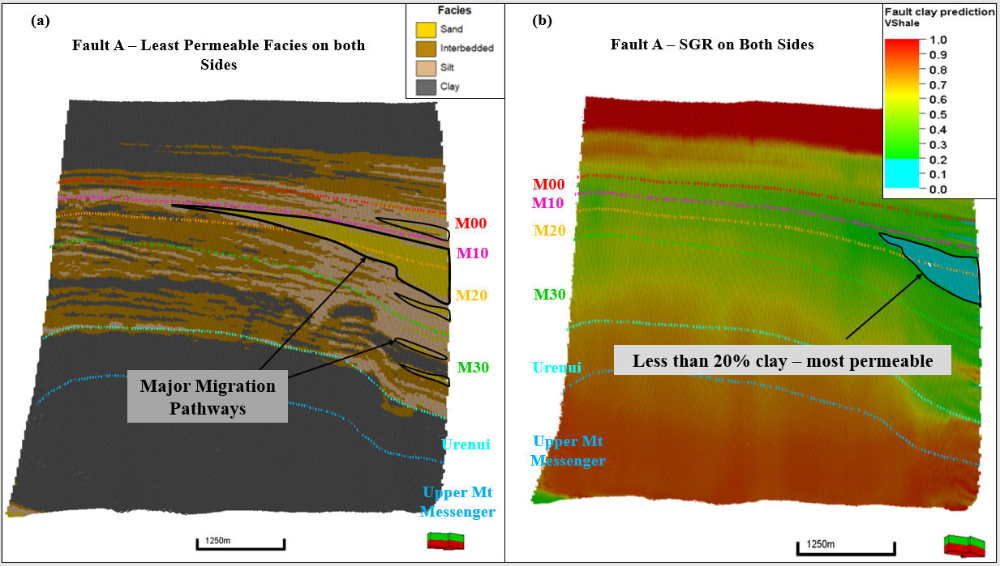 (a)
Fault A – Least Permeable Facies on both
Sides
Facies
Sand
Interbedded
Silt
Clay
M00
M10
M20
M30
Major Migration
Pathways
Urenui
Upper Mt
Messenger
1250m
(b)
Fault A – SGR on Both Sides
Fault clay prediction
VShale
1.0
0.9
0.8
0.7
0.6
0.5
0.4
0.3
0.2
0.1
0.0
M00
M10
M20
M30
Less than 20% clay – most permeable
Urenui
Upper Mt
Messenger
1250m